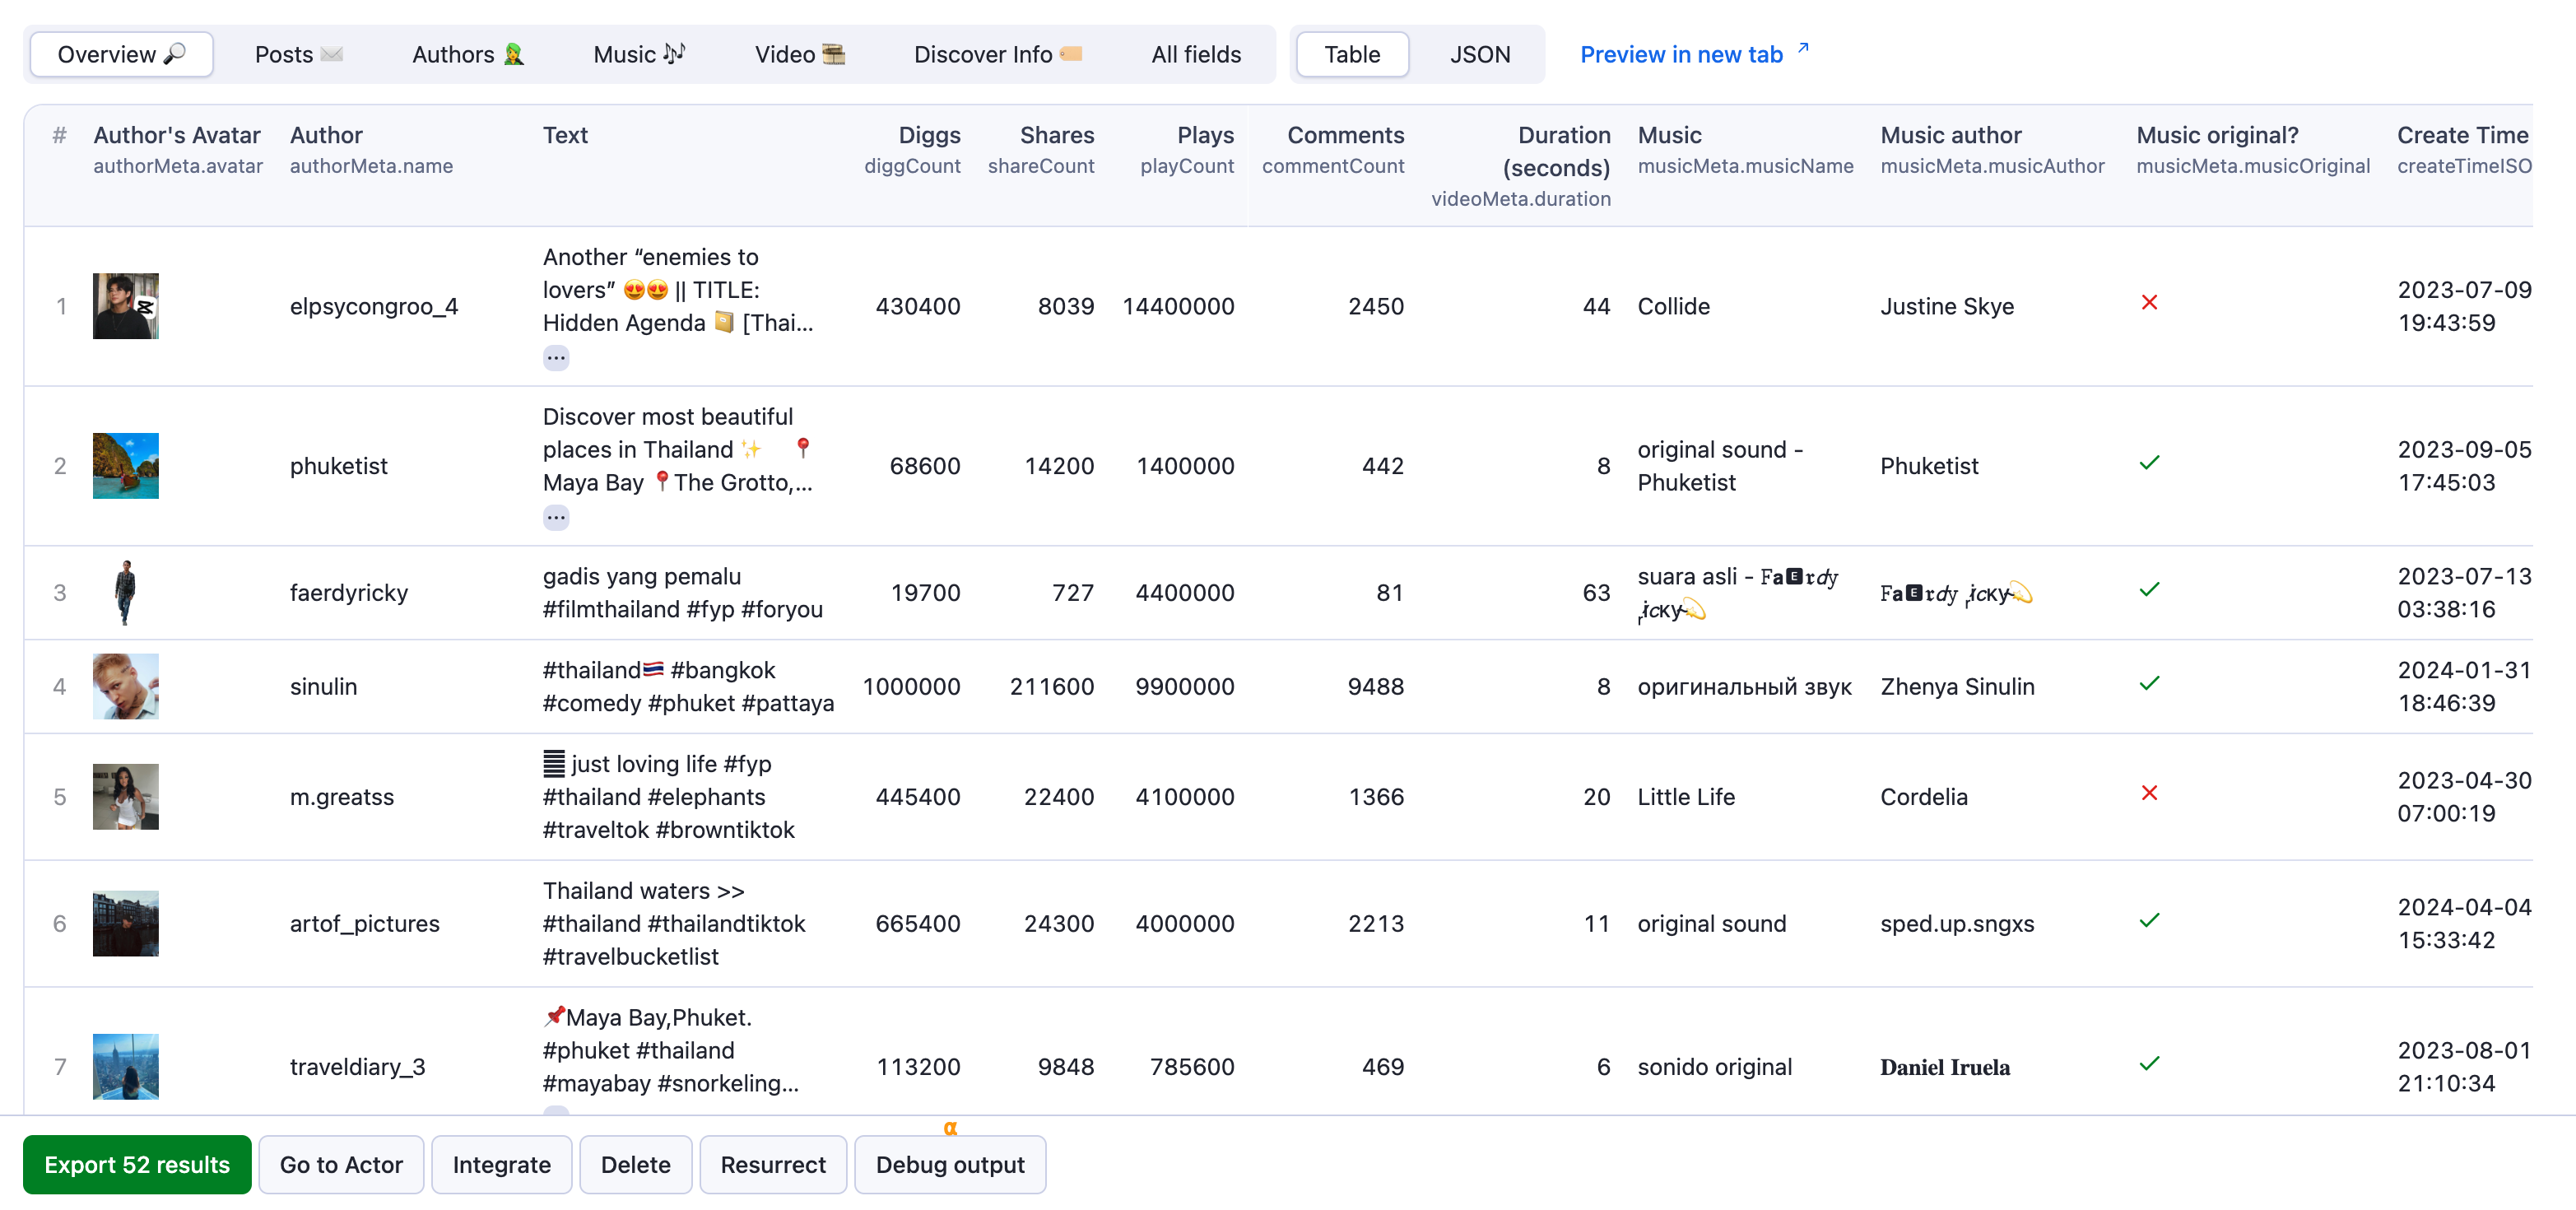 Overview 🔎 Posts ✉️ Authors 🧝‍♂️ Music 🎶 Video 📼 Discover Info 🏷️ All fields Table JSON Preview in new tab ↗
# Author's Avatar Author Text Diggs Shares Plays Comments Duration Music Music author Music original? Create Time
(seconds)
authorMeta.avatar authorMeta.name diggCount shareCount playCount commentCount musicMeta.musicName musicMeta.musicAuthor musicMeta.musicOriginal createTimeISO
videoMeta.duration
Another “enemies to
lovers” 😍😍 || TITLE: 2023-07-09
1 elpsycongroo_4 430400 8039 14400000 2450 44 Collide Justine Skye ✕
Hidden Agenda 📔 [Thai... 19:43:59
...
Discover most beautiful
places in Thailand ✨ 📍 original sound - 2023-09-05
2 phuketist 68600 14200 1400000 442 8 Phuketist ✓
Maya Bay 📍The Grotto,... Phuketist 17:45:03
...
gadis yang pemalu suara asli - 𝙵𝗮🅴𝐫𝑑𝑦 2023-07-13
3 faerdyricky 19700 727 4400000 81 63 𝙵𝗮🅴𝐫𝑑𝑦 ᵣ𝑖𝑐ᴋ𝑦💫 ✓
#filmthailand #fyp #foryou ᵣ𝑖𝑐ᴋ𝑦💫 03:38:16
#thailand🇹🇭 #bangkok 2024-01-31
4 sinulin 1000000 211600 9900000 9488 8 оригинальный звук Zhenya Sinulin ✓
#comedy #phuket #pattaya 18:46:39
just loving life #fyp 2023-04-30
5 m.greatss #thailand #elephants 445400 22400 4100000 1366 20 Little Life Cordelia ✕
#traveltok #browntiktok 07:00:19
Thailand waters >> 2024-04-04
6 artof_pictures #thailand #thailandtiktok 665400 24300 4000000 2213 11 original sound sped.up.sngxs ✓
#travelbucketlist 15:33:42
📌Maya Bay,Phuket.
#phuket #thailand 2023-08-01
7 traveldiary_3 113200 9848 785600 469 6 sonido original 𝐃𝐚𝐧𝐢𝐞𝐥 𝐈𝐫𝐮𝐞𝐥𝐚 ✓
#mayabay #snorkeling... 21:10:34
α
Export 52 results Go to Actor Integrate Delete Resurrect Debug output